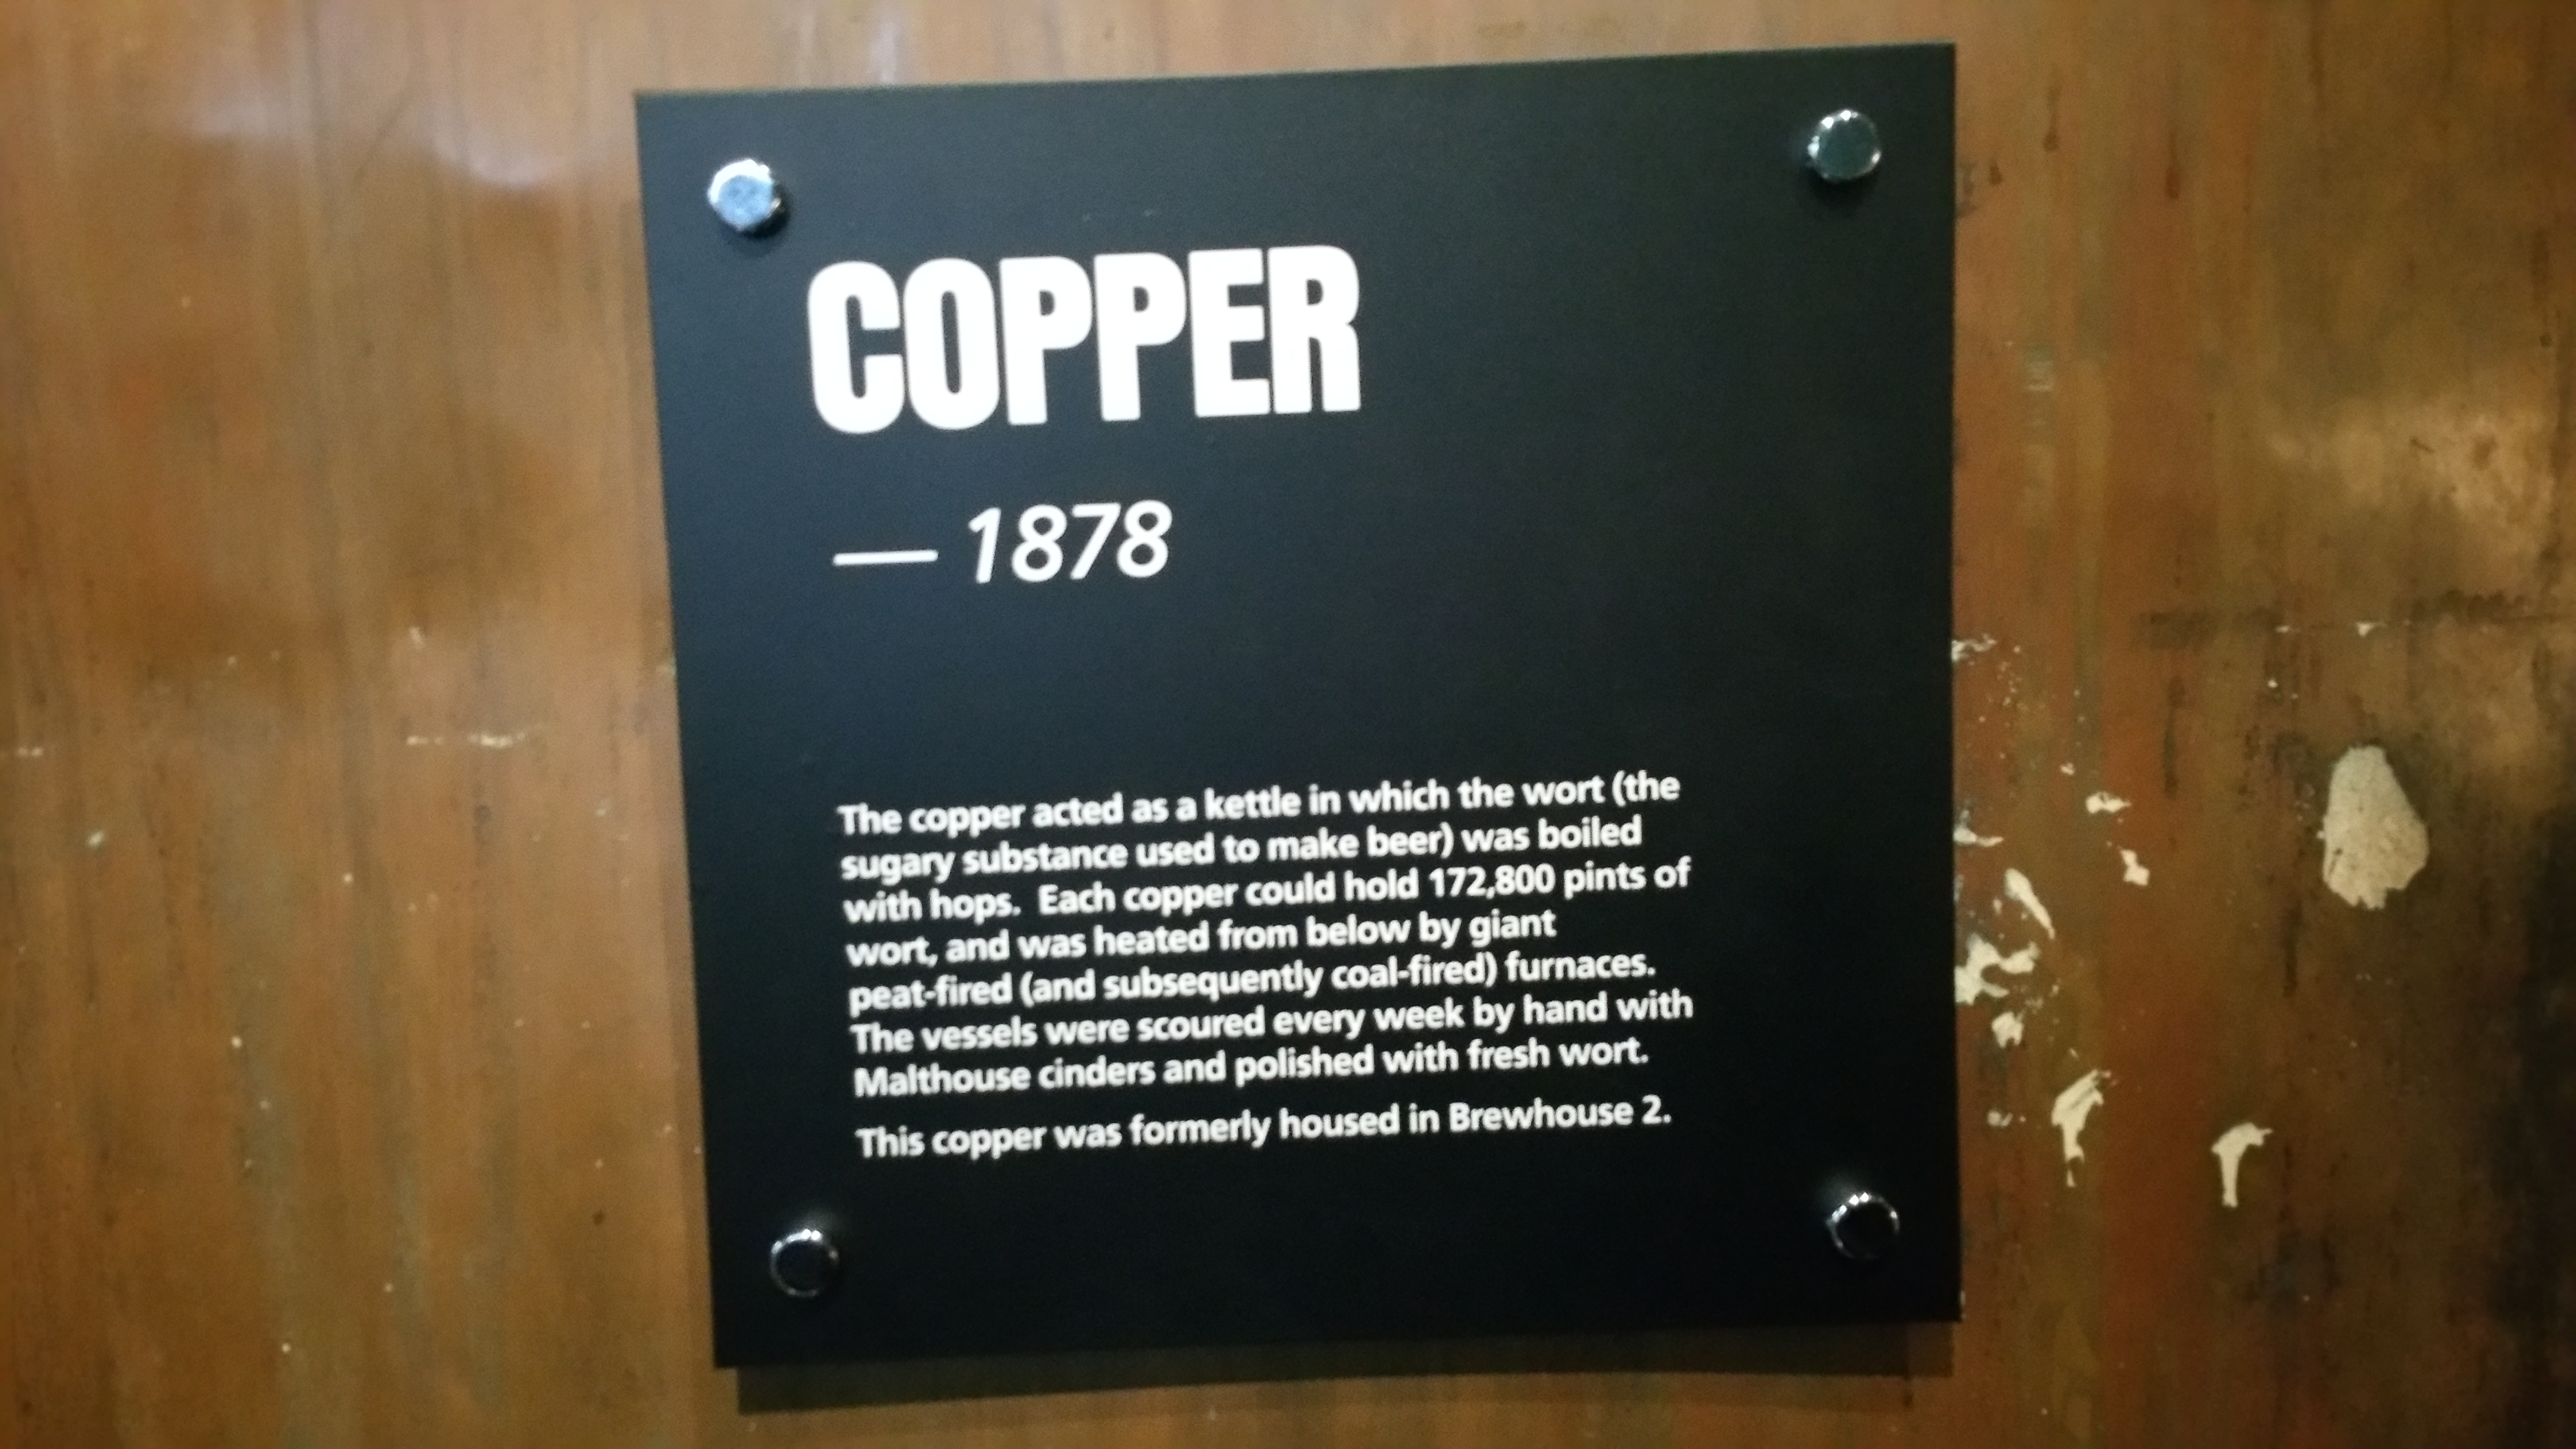 COPPER
— 1878
The copper acted as a kettle in which the wort (the
sugary substance used to make beer) was boiled
with hops.  Each copper could hold 172,800 pints of
wort, and was heated from below by giant
peat-fired (and subsequently coal-fired) furnaces.
The vessels were scoured every week by hand with
Malthouse cinders and polished with fresh wort.
This copper was formerly housed in Brewhouse 2.